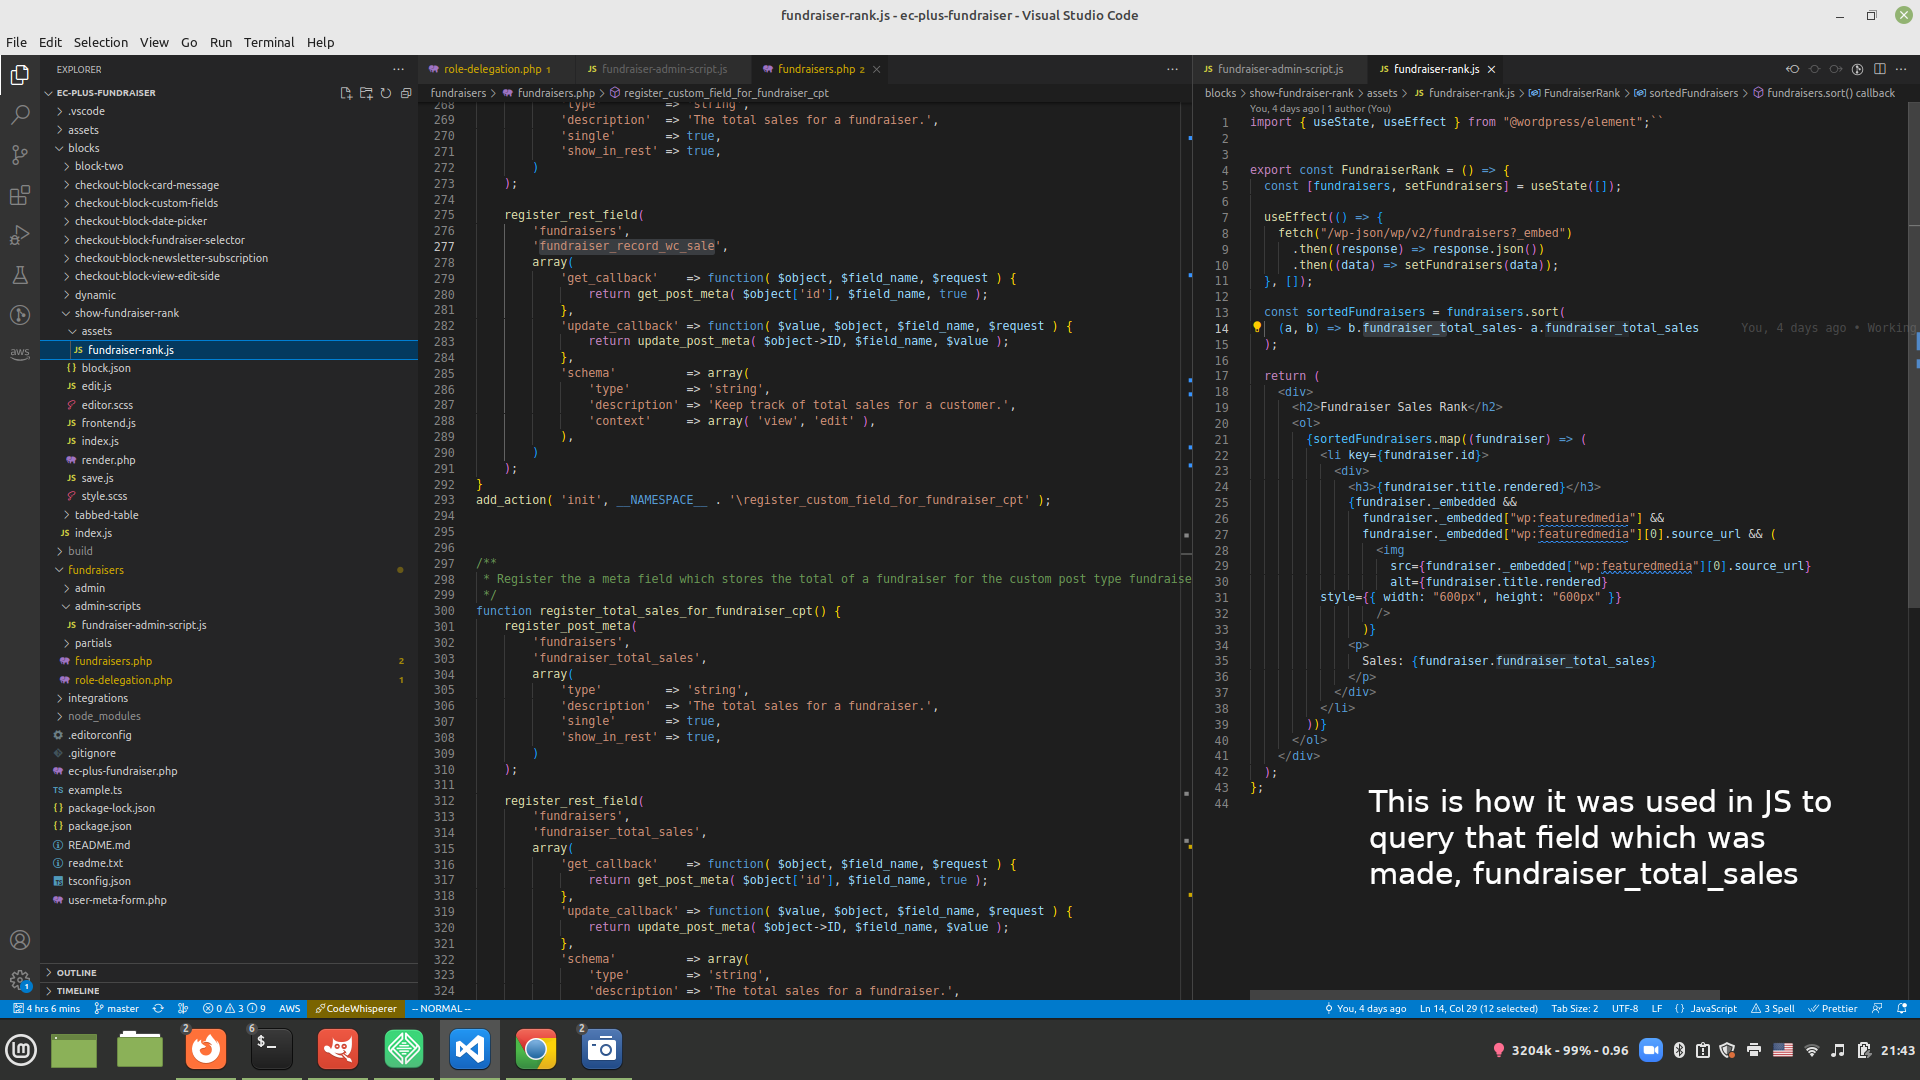 fundraiser-rank.js - ec-plus-fundraiser - Visual Studio Code
File Edit Selection View Go Run Terminal Help
EXPLORER
EC-PLUS-FUNDRAISER
.vscode
assets
blocks
block-two
checkout-block-card-message
checkout-block-custom-fields
checkout-block-date-picker
checkout-block-fundraiser-selector
checkout-block-newsletter-subscription
checkout-block-view-edit-side
dynamic
show-fundraiser-rank
assets
JS fundraiser-rank.js
{} block.json
JS edit.js
editor.scss
JS frontend.js
JS index.js
render.php
JS save.js
style.scss
tabbed-table
JS index.js
build
fundraisers
admin
admin-scripts
JS fundraiser-admin-script.js
partials
fundraisers.php 2
role-delegation.php 1
integrations
node_modules
.editorconfig
.gitignore
ec-plus-fundraiser.php
TS example.ts
{} package-lock.json
{} package.json
README.md
readme.txt
tsconfig.json
user-meta-form.php
OUTLINE
TIMELINE
role-delegation.php 1 JS fundraiser-admin-script.js fundraisers.php 2
fundraisers > fundraisers.php > register_custom_field_for_fundraiser_cpt
268 'type' => 'string',
269 'description' => 'The total sales for a fundraiser.',
270 'single' => true,
271 'show_in_rest' => true,
272 )
273 );
274
275 register_rest_field(
276 'fundraisers',
277 'fundraiser_record_wc_sale',
278 array(
279 'get_callback' => function( $object, $field_name, $request ) {
280 return get_post_meta( $object['id'], $field_name, true );
281 },
282 'update_callback' => function( $value, $object, $field_name, $request ) {
283 return update_post_meta( $object->ID, $field_name, $value );
284 },
285 'schema' => array(
286 'type' => 'string',
287 'description' => 'Keep track of total sales for a customer.',
288 'context' => array( 'view', 'edit' ),
289 ),
290 )
291 );
292 }
293 add_action( 'init', __NAMESPACE__ . '\register_custom_field_for_fundraiser_cpt' );
294
295
296
297 /**
298 * Register the a meta field which stores the total of a fundraiser for the custom post type fundraise
299 */
300 function register_total_sales_for_fundraiser_cpt() {
301 register_post_meta(
302 'fundraisers',
303 'fundraiser_total_sales',
304 array(
305 'type' => 'string',
306 'description' => 'The total sales for a fundraiser.',
307 'single' => true,
308 'show_in_rest' => true,
309 )
310 );
311
312 register_rest_field(
313 'fundraisers',
314 'fundraiser_total_sales',
315 array(
316 'get_callback' => function( $object, $field_name, $request ) {
317 return get_post_meta( $object['id'], $field_name, true );
318 },
319 'update_callback' => function( $value, $object, $field_name, $request ) {
320 return update_post_meta( $object->ID, $field_name, $value );
321 },
322 'schema' => array(
323 'type' => 'string',
324 'description' => 'The total sales for a fundraiser.',
JS fundraiser-admin-script.js JS fundraiser-rank.js
blocks > show-fundraiser-rank > assets > JS fundraiser-rank.js > FundraiserRank > sortedFundraisers > fundraisers.sort() callback
You, 4 days ago | 1 author (You)
1 import { useState, useEffect } from "@wordpress/element";``
2
3
4 export const FundraiserRank = () => {
5 const [fundraisers, setFundraisers] = useState([]);
6
7 useEffect(() => {
8 fetch("/wp-json/wp/v2/fundraisers?_embed")
9 .then((response) => response.json())
10 .then((data) => setFundraisers(data));
11 }, []);
12
13 const sortedFundraisers = fundraisers.sort(
14 (a, b) => b.fundraiser_total_sales- a.fundraiser_total_sales You, 4 days ago • Working
15 );
16
17 return (
18 <div>
19 <h2>Fundraiser Sales Rank</h2>
20 <ol>
21 {sortedFundraisers.map((fundraiser) => (
22 <li key={fundraiser.id}>
23 <div>
24 <h3>{fundraiser.title.rendered}</h3>
25 {fundraiser._embedded &&
26 fundraiser._embedded["wp:featuredmedia"] &&
27 fundraiser._embedded["wp:featuredmedia"][0].source_url && (
28 <img
29 src={fundraiser._embedded["wp:featuredmedia"][0].source_url}
30 alt={fundraiser.title.rendered}
31 style={{ width: "600px", height: "600px" }}
32 />
33 )}
34 <p>
35 Sales: {fundraiser.fundraiser_total_sales}
36 </p>
37 </div>
38 </li>
39 ))}
40 </ol>
41 </div>
42 );
43 };
44
This is how it was used in JS to
query that field which was
made, fundraiser_total_sales
aws
1
4 hrs 6 mins master 0 3 9 AWS CodeWhisperer -- NORMAL -- You, 4 days ago Ln 14, Col 29 (12 selected) Tab Size: 2 UTF-8 LF {} JavaScript 3 Spell Prettier
2 6 2 3204k - 99% - 0.96 21:43